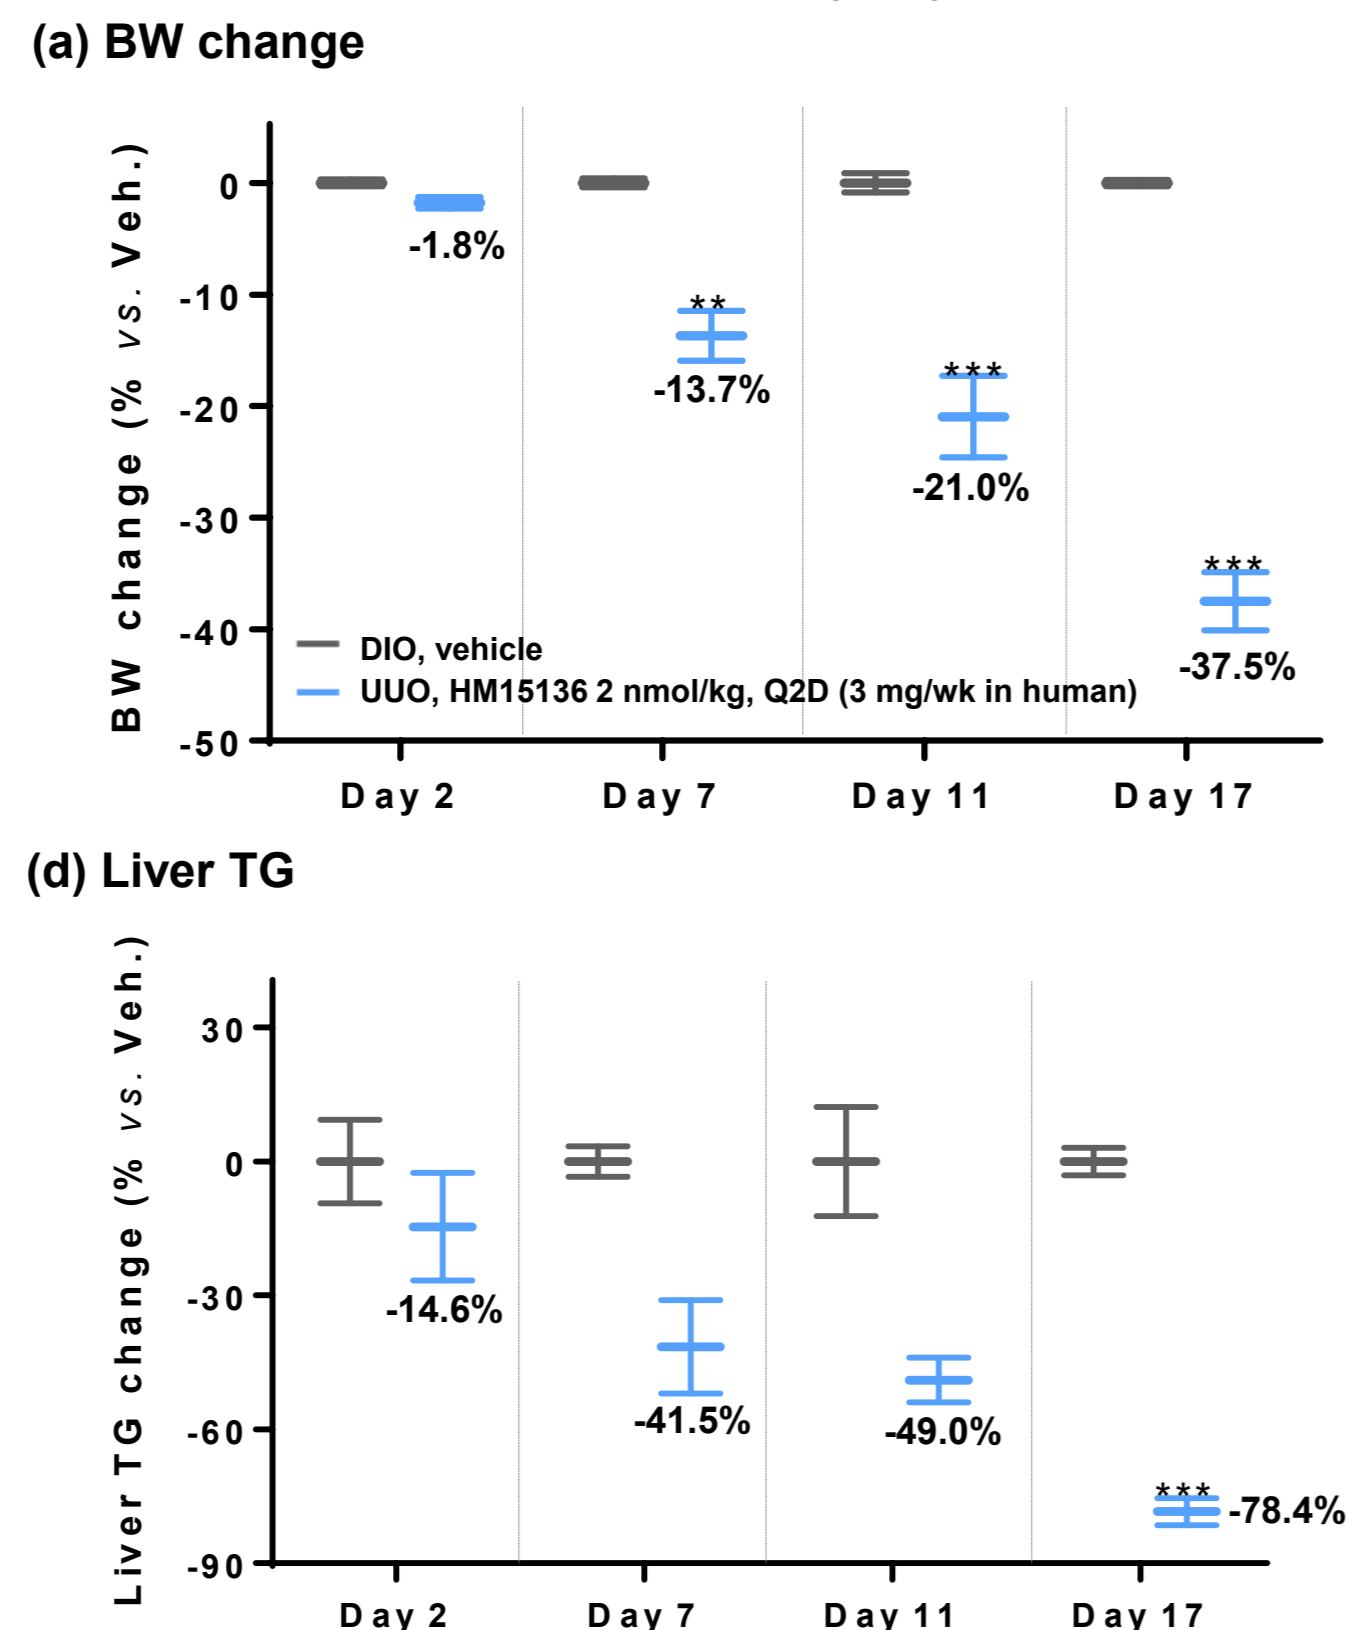 (a) BW change
BW change (% vs. Veh.)
0
-10
-20
-30
-40
-50
-1.8%
**
-13.7%
***
-21.0%
***
-37.5%
DIO, vehicle
UUO, HM15136 2 nmol/kg, Q2D (3 mg/wk in human)
Day 2
Day 7
Day 11
Day 17
(d) Liver TG
Liver TG change (% vs. Veh.)
30
0
-30
-60
-90
-14.6%
-41.5%
-49.0%
***
-78.4%
Day 2
Day 7
Day 11
Day 17